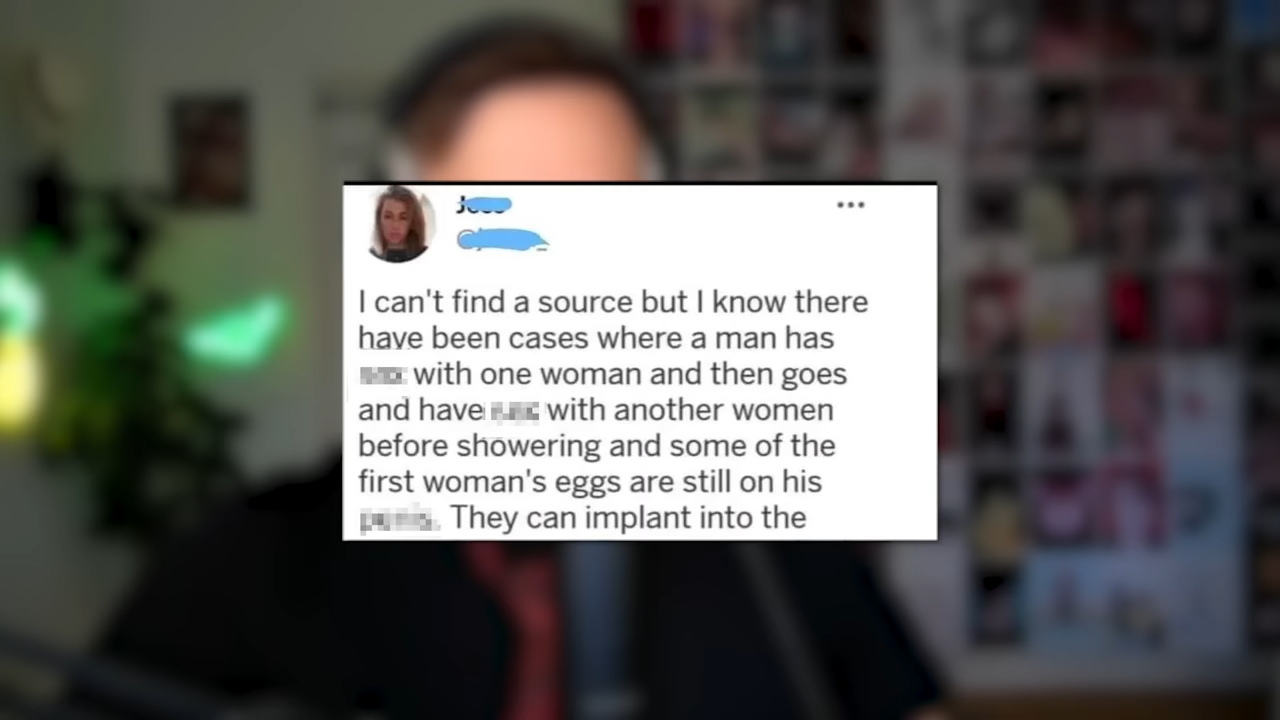 I can't find a source but I know there
have been cases where a man has
with one woman and then goes
and have with another women
before showering and some of the
first woman's eggs are still on his
They can implant into the